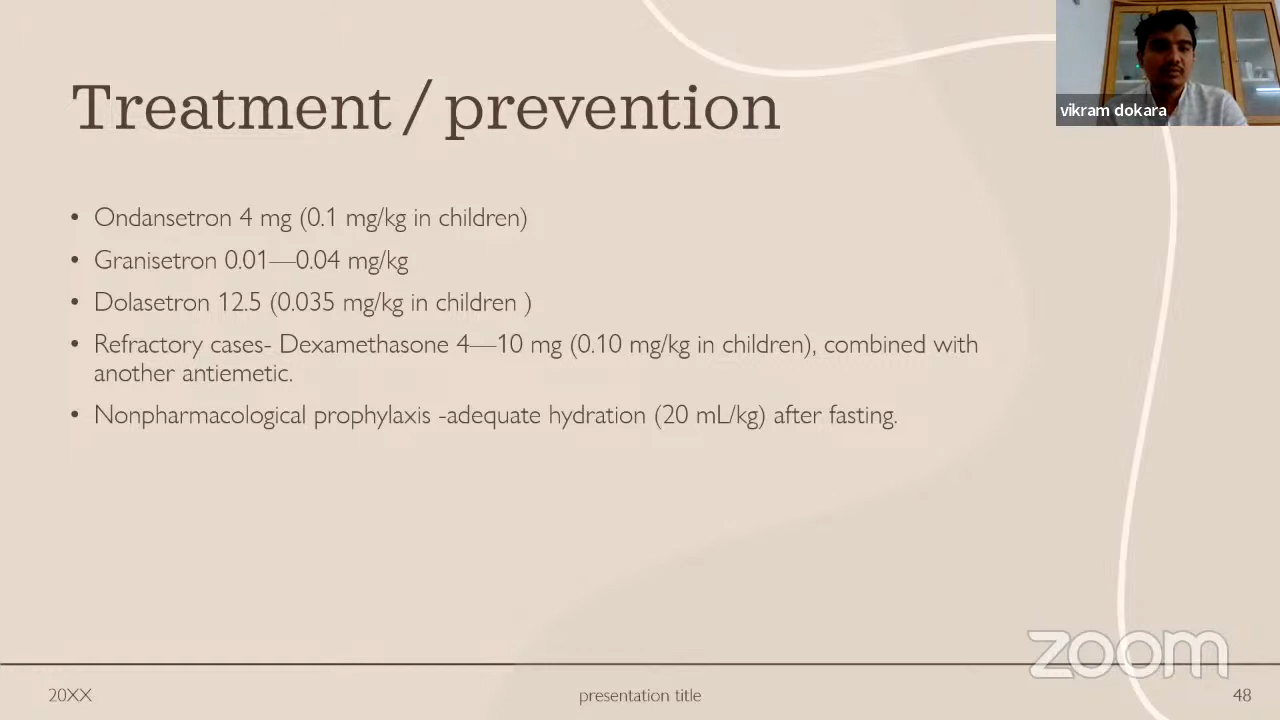 Treatment / prevention
vikram dokara
• Ondansetron 4 mg (0.1 mg/kg in children)
• Granisetron 0.01—0.04 mg/kg
• Dolasetron 12.5 (0.035 mg/kg in children )
• Refractory cases- Dexamethasone 4—10 mg (0.10 mg/kg in children), combined with
another antiemetic.
• Nonpharmacological prophylaxis -adequate hydration (20 mL/kg) after fasting.
zoom
20XX
presentation title
48